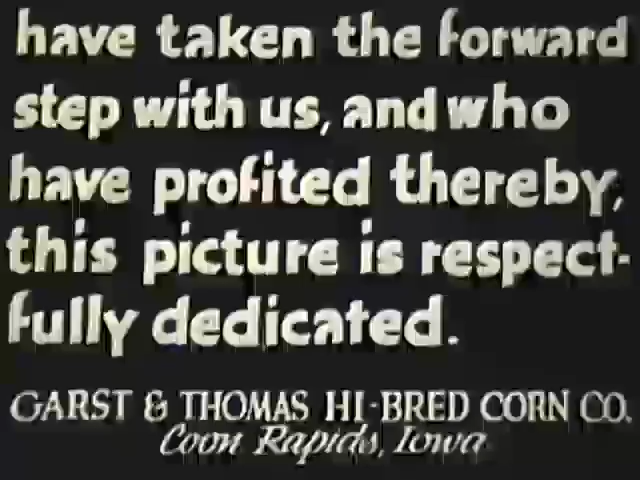 have taken the forward
step with us, and who
have profited thereby,
this picture is respect-
fully dedicated.
GARST & THOMAS HI-BRED CORN CO.
Coon Rapids, Iowa